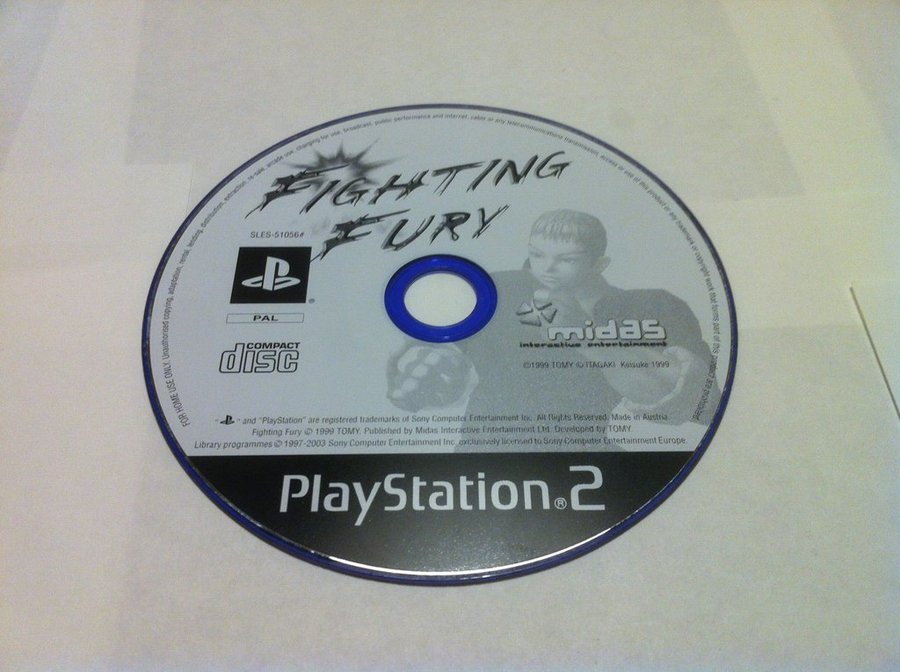 FOR HOME USE ONLY. Unauthorised copying, adaptation, rental, lending, distribution, extraction, re-sale, arcade use, charging for use, broadcast, public performance and internet, cable or any telecommunications transmission, access or use of this product or any trademark or copyright work that forms part of this product are prohibited
FIGHTING
FURY
SLES-51056#
®
PAL
COMPACT
disc
midas
interactive entertainment
©1999 TOMY © ITAGAKI Keisuke 1999
" " and "PlayStation" are registered trademarks of Sony Computer Entertainment Inc. All Rights Reserved. Made in Austria.
Fighting Fury © 1999 TOMY. Published by Midas Interactive Entertainment Ltd. Developed by TOMY.
Library programmes © 1997-2003 Sony Computer Entertainment Inc. exclusively licensed to Sony Computer Entertainment Europe.
PlayStation®2